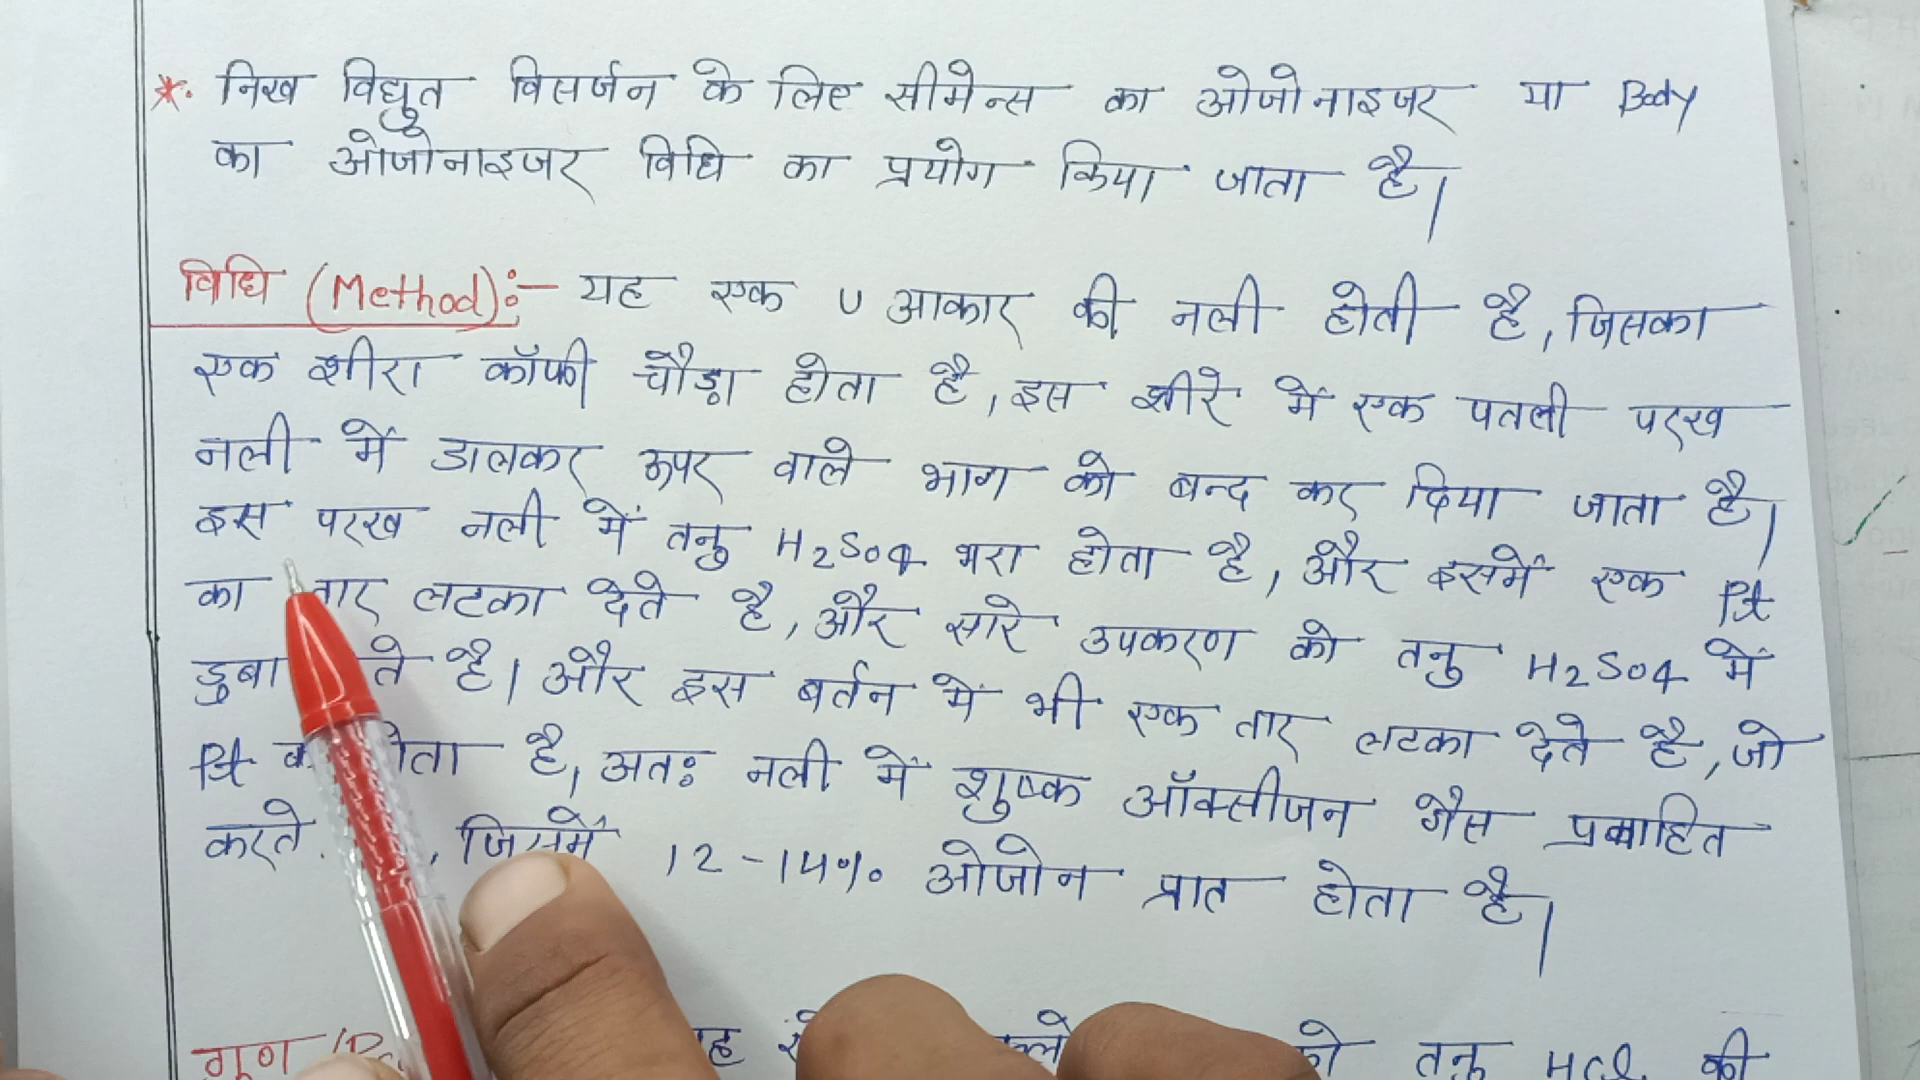 *. निख विद्युत विसर्जन के लिए सीमेन्स का ओजोनाइजर या Body
का ओजोनाइजर विधि का प्रयोग किया जाता है।
विधि (Method):- यह एक U आकार की नली होती है, जिसका
एक शीरा कॉफी चौड़ा होता है, इस शीरे में एक पतली परख
नली में डालकर ऊपर वाले भाग को बन्द कर दिया जाता है।
इस परख नली में तनु H2SO4 भरा होता है, और इसमें एक Pt
का तार लटका देते है, और सारे उपकरण को तनु H2SO4 में
डुबा ते है। और इस बर्तन में भी एक तार लटका देते है, जो
Pt होता है, अतः नली में शुष्क ऑक्सीजन गैस प्रवाहित
करते , जिसमें 12-14% ओजोन प्रात होता है।
गुण को तनु HCl की